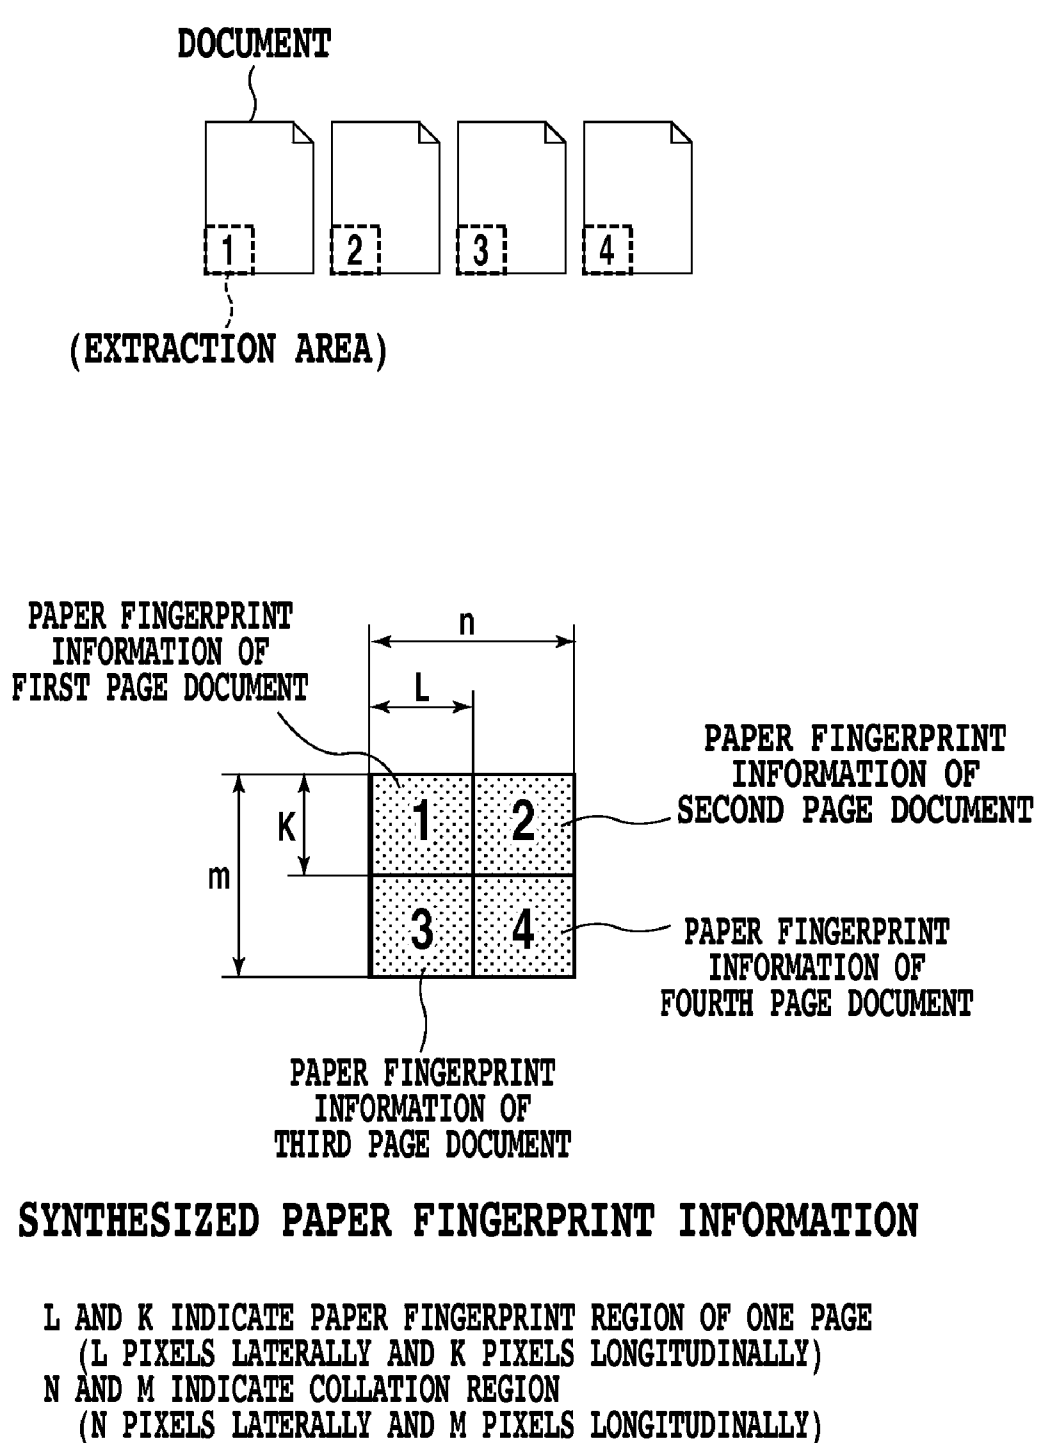 DOCUMENT
1 2 3 4
(EXTRACTION AREA)
PAPER FINGERPRINT
INFORMATION OF
FIRST PAGE DOCUMENT
n
L
PAPER FINGERPRINT
INFORMATION OF
SECOND PAGE DOCUMENT
K
m
1 2
3 4
PAPER FINGERPRINT
INFORMATION OF
FOURTH PAGE DOCUMENT
PAPER FINGERPRINT
INFORMATION OF
THIRD PAGE DOCUMENT
SYNTHESIZED PAPER FINGERPRINT INFORMATION
L AND K INDICATE PAPER FINGERPRINT REGION OF ONE PAGE
(L PIXELS LATERALLY AND K PIXELS LONGITUDINALLY)
N AND M INDICATE COLLATION REGION
(N PIXELS LATERALLY AND M PIXELS LONGITUDINALLY)